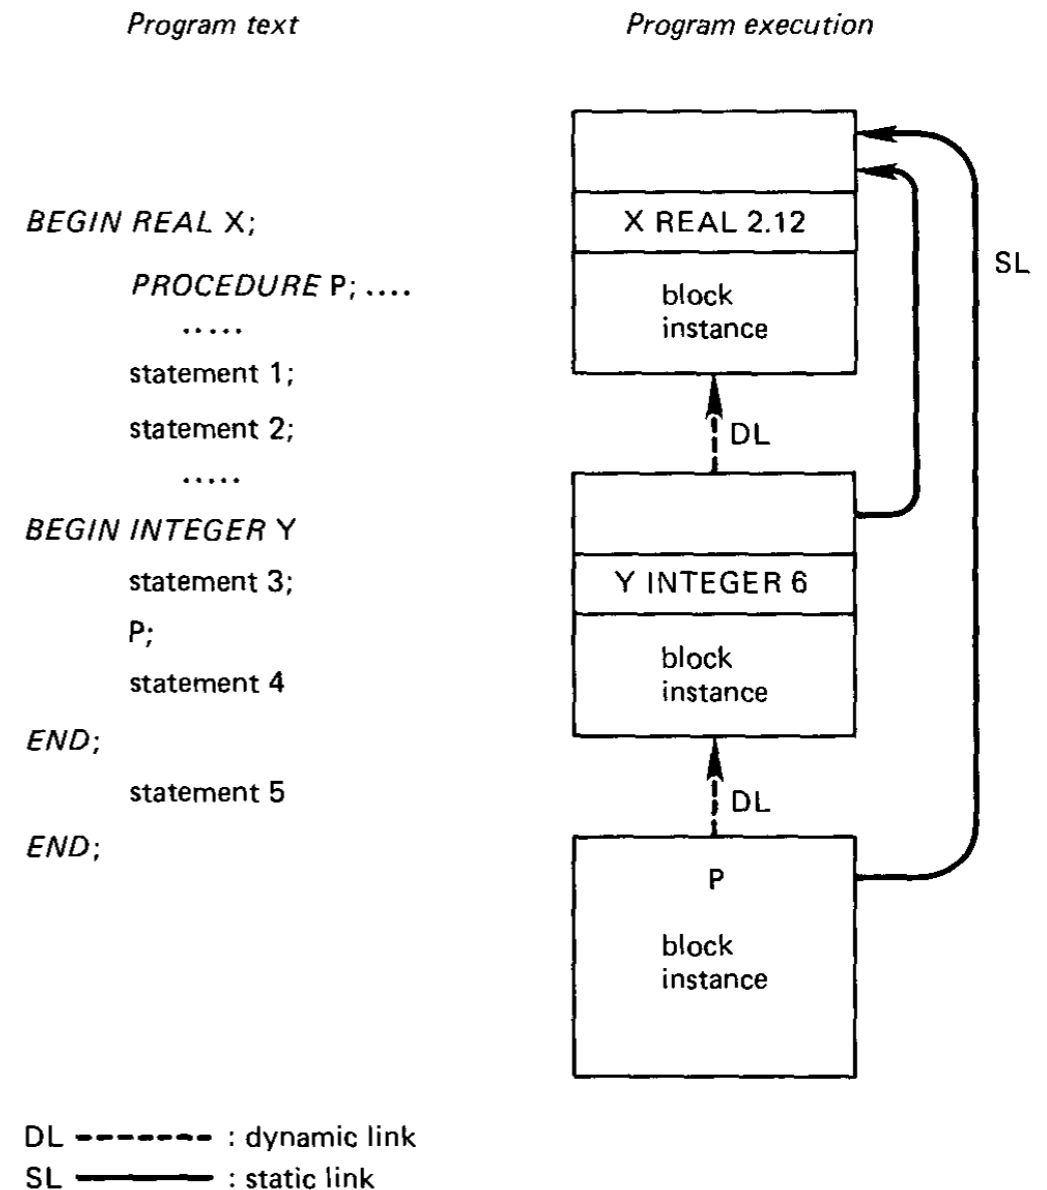 Program text
Program execution
BEGIN REAL X;
PROCEDURE P; ....
.....
statement 1;
statement 2;
.....
BEGIN INTEGER Y
statement 3;
P;
statement 4
END;
statement 5
END;
X REAL 2.12
block
instance
DL
SL
Y INTEGER 6
block
instance
DL
P
block
instance
DL -------- : dynamic link
SL ——— : static link